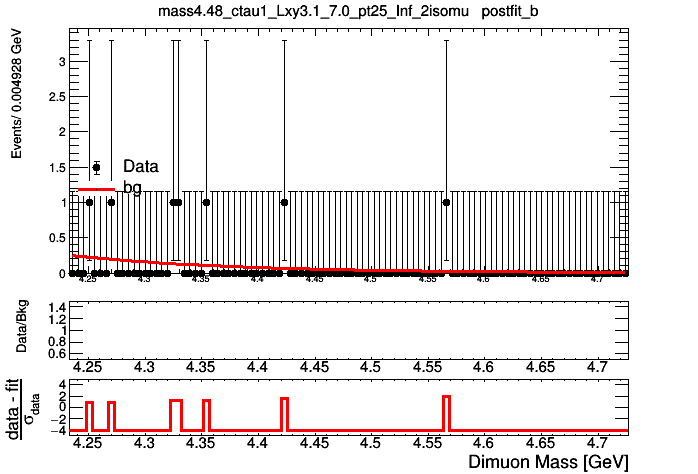 mass4.48_ctau1_Lxy3.1_7.0_pt25_Inf_2isomu postfit_b
Events/ 0.004928 GeV
3
2.5
2
1.5
1
0.5
0
Data
bg
4.25 4.3 4.35 4.4 4.45 4.5 4.55 4.6 4.65 4.7
Data/Bkg
1.4
1.2
1
0.8
0.6
4.25 4.3 4.35 4.4 4.45 4.5 4.55 4.6 4.65 4.7
data - fit
σdata
4
2
0
−2
−4
4.25 4.3 4.35 4.4 4.45 4.5 4.55 4.6 4.65 4.7
Dimuon Mass [GeV]